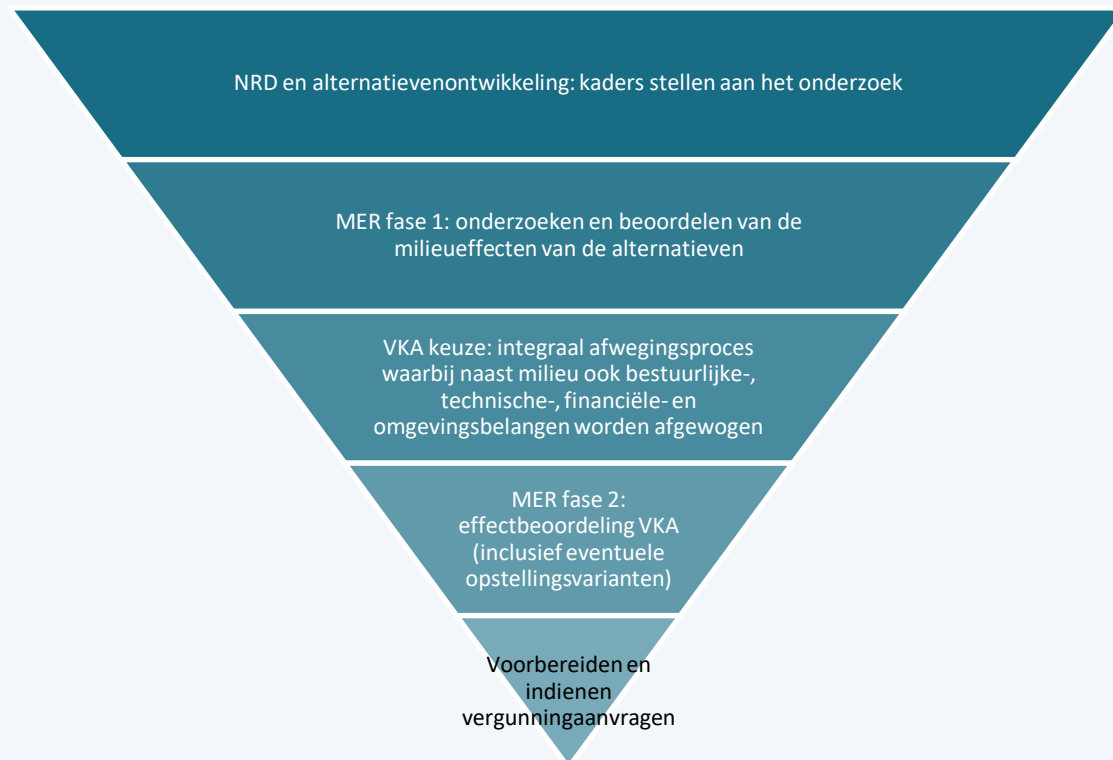 NRD en alternatievenontwikkeling: kaders stellen aan het onderzoek
MER fase 1: onderzoeken en beoordelen van de
milieueffecten van de alternatieven
VKA keuze: integraal afwegingsproces
waarbij naast milieu ook bestuurlijke-,
technische-, financiële- en
omgevingsbelangen worden afgewogen
MER fase 2:
effectbeoordeling VKA
(inclusief eventuele
opstellingsvarianten)
Voorbereiden en
indienen
vergunningaanvragen